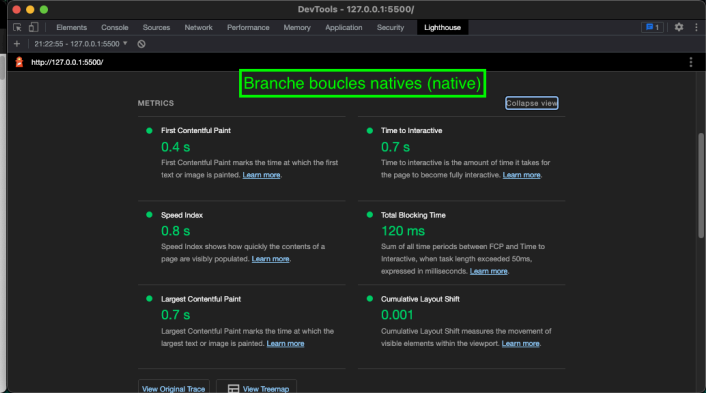 DevTools - 127.0.0.1:5500/
Elements Console Sources Network Performance Memory Application Security Lighthouse 1
21:22:55 - 127.0.0.1:5500
http://127.0.0.1:5500/
Branche boucles natives (native)
METRICS
Collapse view
First Contentful Paint
0.4 s
First Contentful Paint marks the time at which the first
text or image is painted. Learn more.
Time to Interactive
0.7 s
Time to interactive is the amount of time it takes for
the page to become fully interactive. Learn more.
Speed Index
0.8 s
Speed Index shows how quickly the contents of a
page are visibly populated. Learn more.
Total Blocking Time
120 ms
Sum of all time periods between FCP and Time to
Interactive, when task length exceeded 50ms,
expressed in milliseconds. Learn more.
Largest Contentful Paint
0.7 s
Largest Contentful Paint marks the time at which the
largest text or image is painted. Learn more
Cumulative Layout Shift
0.001
Cumulative Layout Shift measures the movement of
visible elements within the viewport. Learn more.
View Original Trace
View Treemap